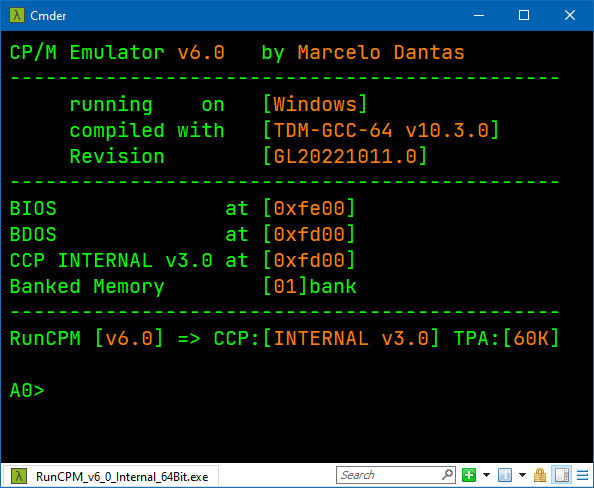 Cmder
CP/M Emulator v6.0   by Marcelo Dantas
----------------------------------------------
     running    on   [Windows]
     compiled with   [TDM-GCC-64 v10.3.0]
     Revision        [GL20221011.0]
----------------------------------------------
BIOS              at [0xfe00]
BDOS              at [0xfd00]
CCP INTERNAL v3.0 at [0xfd00]
Banked Memory        [01]bank
----------------------------------------------
RunCPM [v6.0] => CCP:[INTERNAL v3.0] TPA:[60K]
A0>
RunCPM_v6_0_Internal_64Bit.exe Search